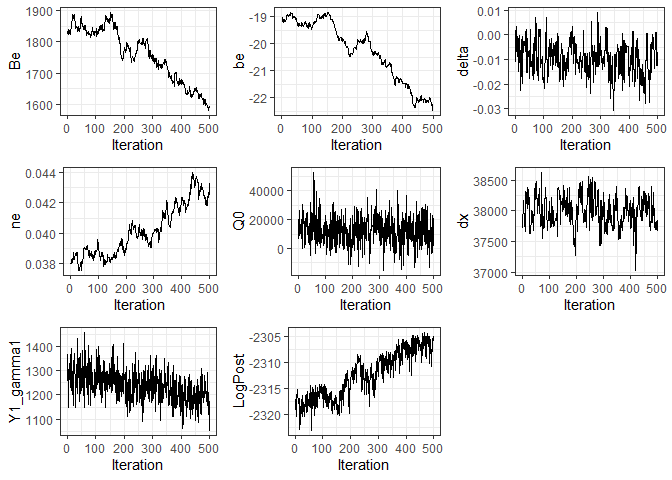 Be
1900
1800
1700
1600
0 100 200 300 400 500
Iteration
be
-19
-20
-21
-22
0 100 200 300 400 500
Iteration
delta
0.01
0.00
-0.01
-0.02
-0.03
0 100 200 300 400 500
Iteration
ne
0.044
0.042
0.040
0.038
0 100 200 300 400 500
Iteration
Q0
40000
20000
0
0 100 200 300 400 500
Iteration
dx
38500
38000
37500
37000
0 100 200 300 400 500
Iteration
Y1_gamma1
1400
1300
1200
1100
0 100 200 300 400 500
Iteration
LogPost
-2305
-2310
-2315
-2320
0 100 200 300 400 500
Iteration